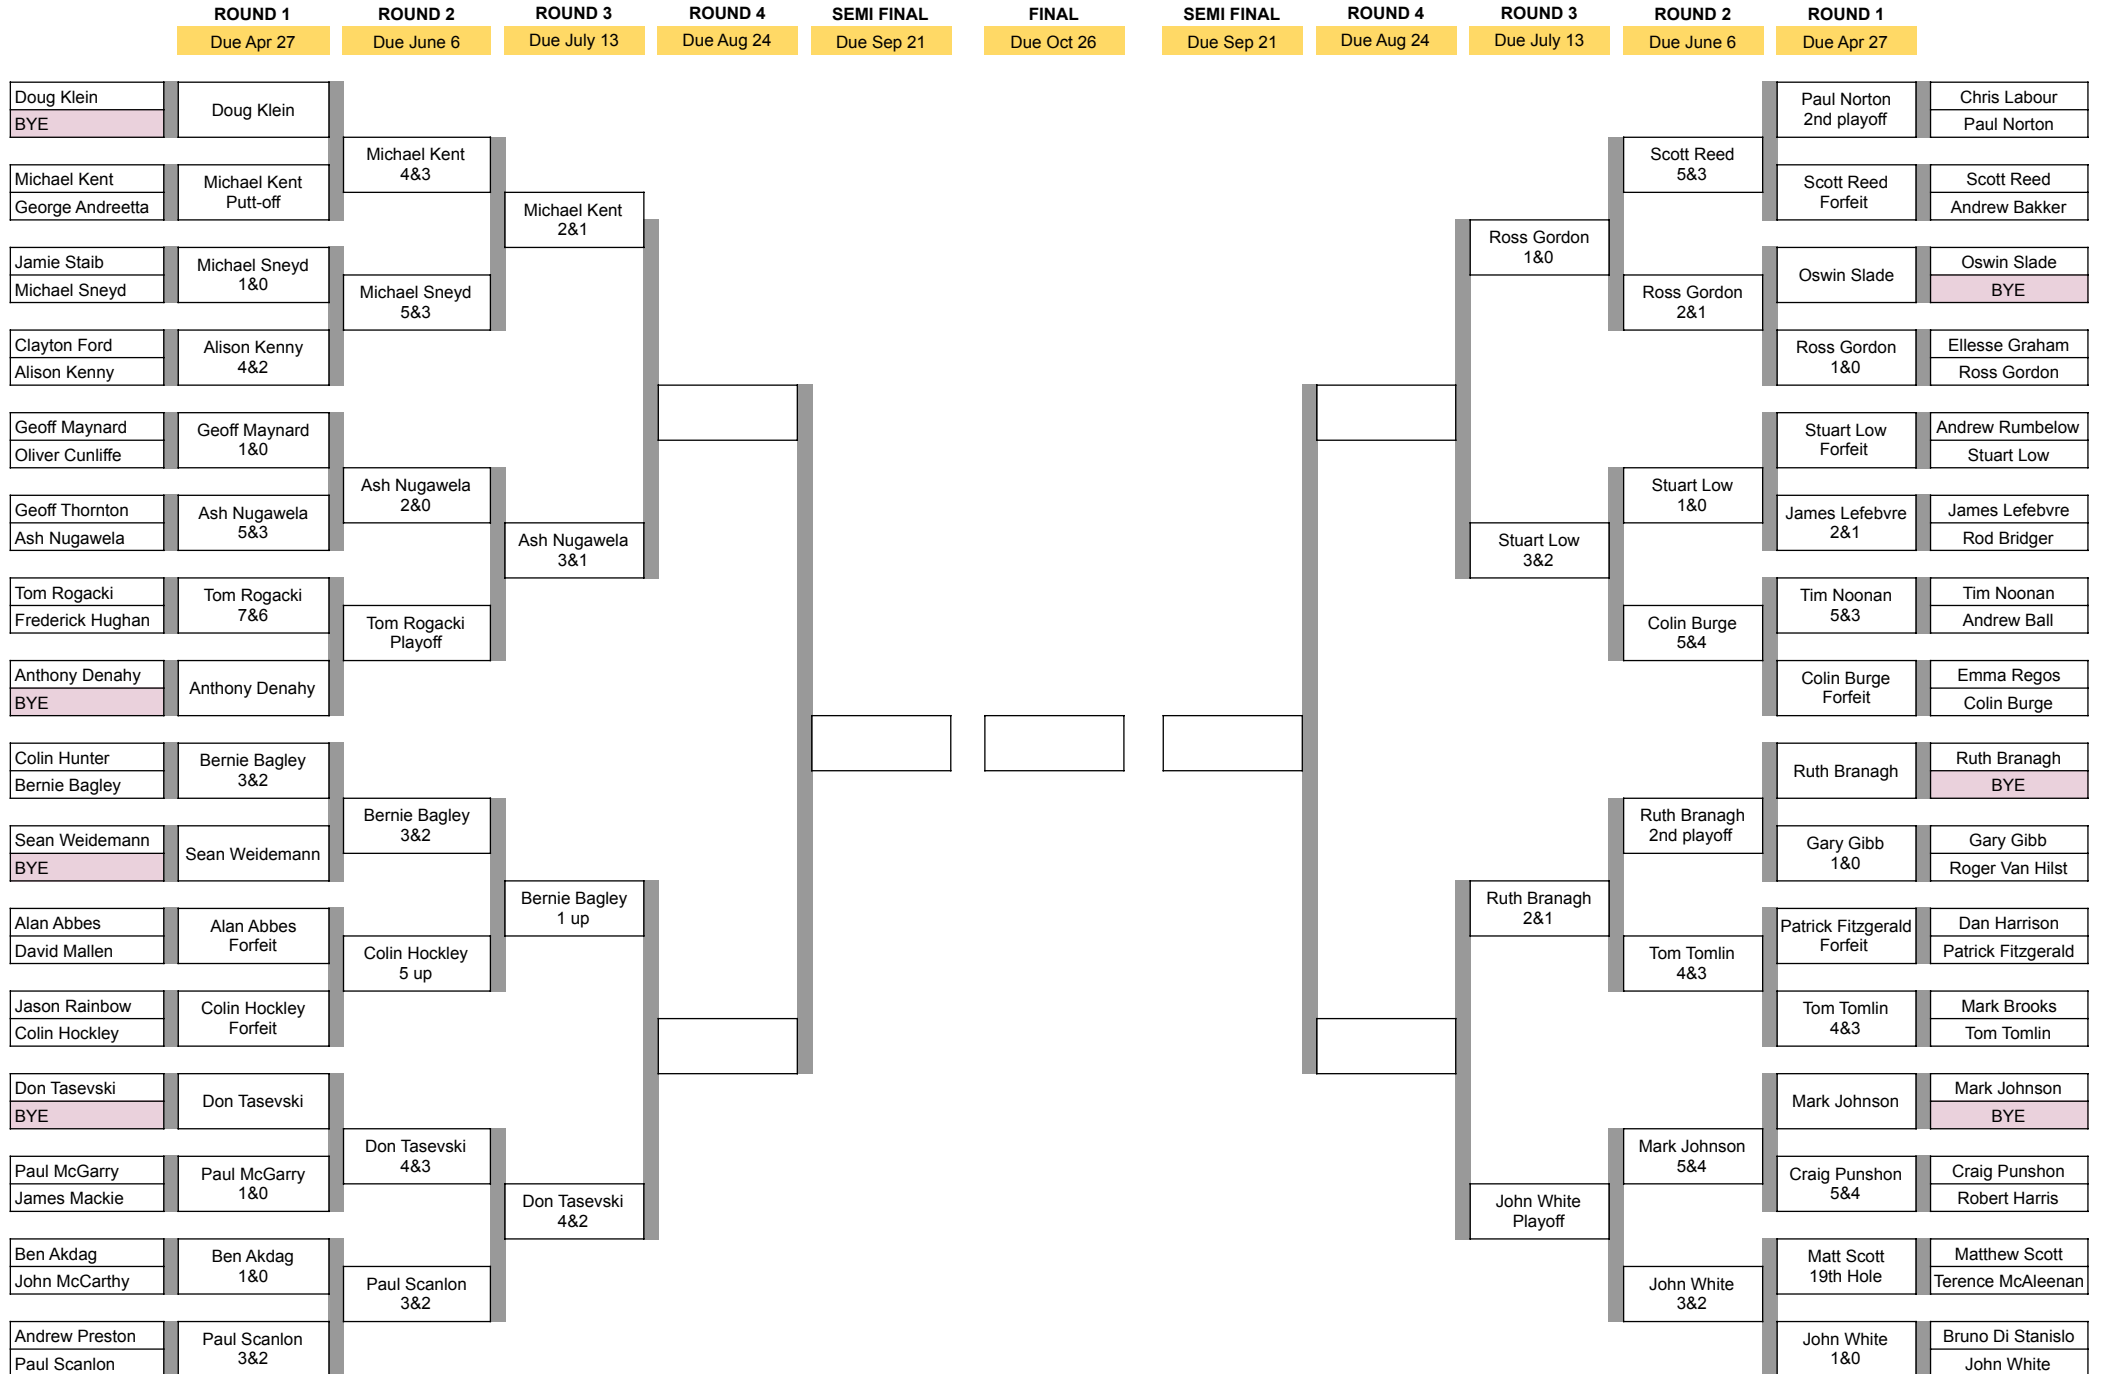 ROUND 1
ROUND 2
ROUND 3
ROUND 4
SEMI FINAL
FINAL
SEMI FINAL
ROUND 4
ROUND 3
ROUND 2
ROUND 1
Due Apr 27
Due June 6
Due July 13
Due Aug 24
Due Sep 21
Due Oct 26
Due Sep 21
Due Aug 24
Due July 13
Due June 6
Due Apr 27
Doug Klein
BYE
Michael Kent
George Andreetta
Jamie Staib
Michael Sneyd
Clayton Ford
Alison Kenny
Geoff Maynard
Oliver Cunliffe
Geoff Thornton
Ash Nugawela
Tom Rogacki
Frederick Hughan
Anthony Denahy
BYE
Colin Hunter
Bernie Bagley
Sean Weidemann
BYE
Alan Abbes
David Mallen
Jason Rainbow
Colin Hockley
Don Tasevski
BYE
Paul McGarry
James Mackie
Ben Akdag
John McCarthy
Andrew Preston
Paul Scanlon
Doug Klein
Michael Kent
Putt-off
Michael Sneyd
1&0
Alison Kenny
4&2
Geoff Maynard
1&0
Ash Nugawela
5&3
Tom Rogacki
7&6
Anthony Denahy
Bernie Bagley
3&2
Sean Weidemann
Alan Abbes
Forfeit
Colin Hockley
Forfeit
Don Tasevski
Paul McGarry
1&0
Ben Akdag
1&0
Paul Scanlon
3&2
Michael Kent
4&3
Michael Sneyd
5&3
Ash Nugawela
2&0
Tom Rogacki
Playoff
Bernie Bagley
3&2
Colin Hockley
5 up
Don Tasevski
4&3
Paul Scanlon
3&2
Michael Kent
2&1
Ash Nugawela
3&1
Bernie Bagley
1 up
Don Tasevski
4&2
Ross Gordon
1&0
Stuart Low
3&2
Ruth Branagh
2&1
John White
Playoff
Scott Reed
5&3
Ross Gordon
2&1
Stuart Low
1&0
Colin Burge
5&4
Ruth Branagh
2nd playoff
Tom Tomlin
4&3
Mark Johnson
5&4
John White
3&2
Paul Norton
2nd playoff
Scott Reed
Forfeit
Oswin Slade
Ross Gordon
1&0
Stuart Low
Forfeit
James Lefebvre
2&1
Tim Noonan
5&3
Colin Burge
Forfeit
Ruth Branagh
Gary Gibb
1&0
Patrick Fitzgerald
Forfeit
Tom Tomlin
4&3
Mark Johnson
Craig Punshon
5&4
Matt Scott
19th Hole
John White
1&0
Chris Labour
Paul Norton
Scott Reed
Andrew Bakker
Oswin Slade
BYE
Ellesse Graham
Ross Gordon
Andrew Rumbelow
Stuart Low
James Lefebvre
Rod Bridger
Tim Noonan
Andrew Ball
Emma Regos
Colin Burge
Ruth Branagh
BYE
Gary Gibb
Roger Van Hilst
Dan Harrison
Patrick Fitzgerald
Mark Brooks
Tom Tomlin
Mark Johnson
BYE
Craig Punshon
Robert Harris
Matthew Scott
Terence McAleenan
Bruno Di Stanislo
John White